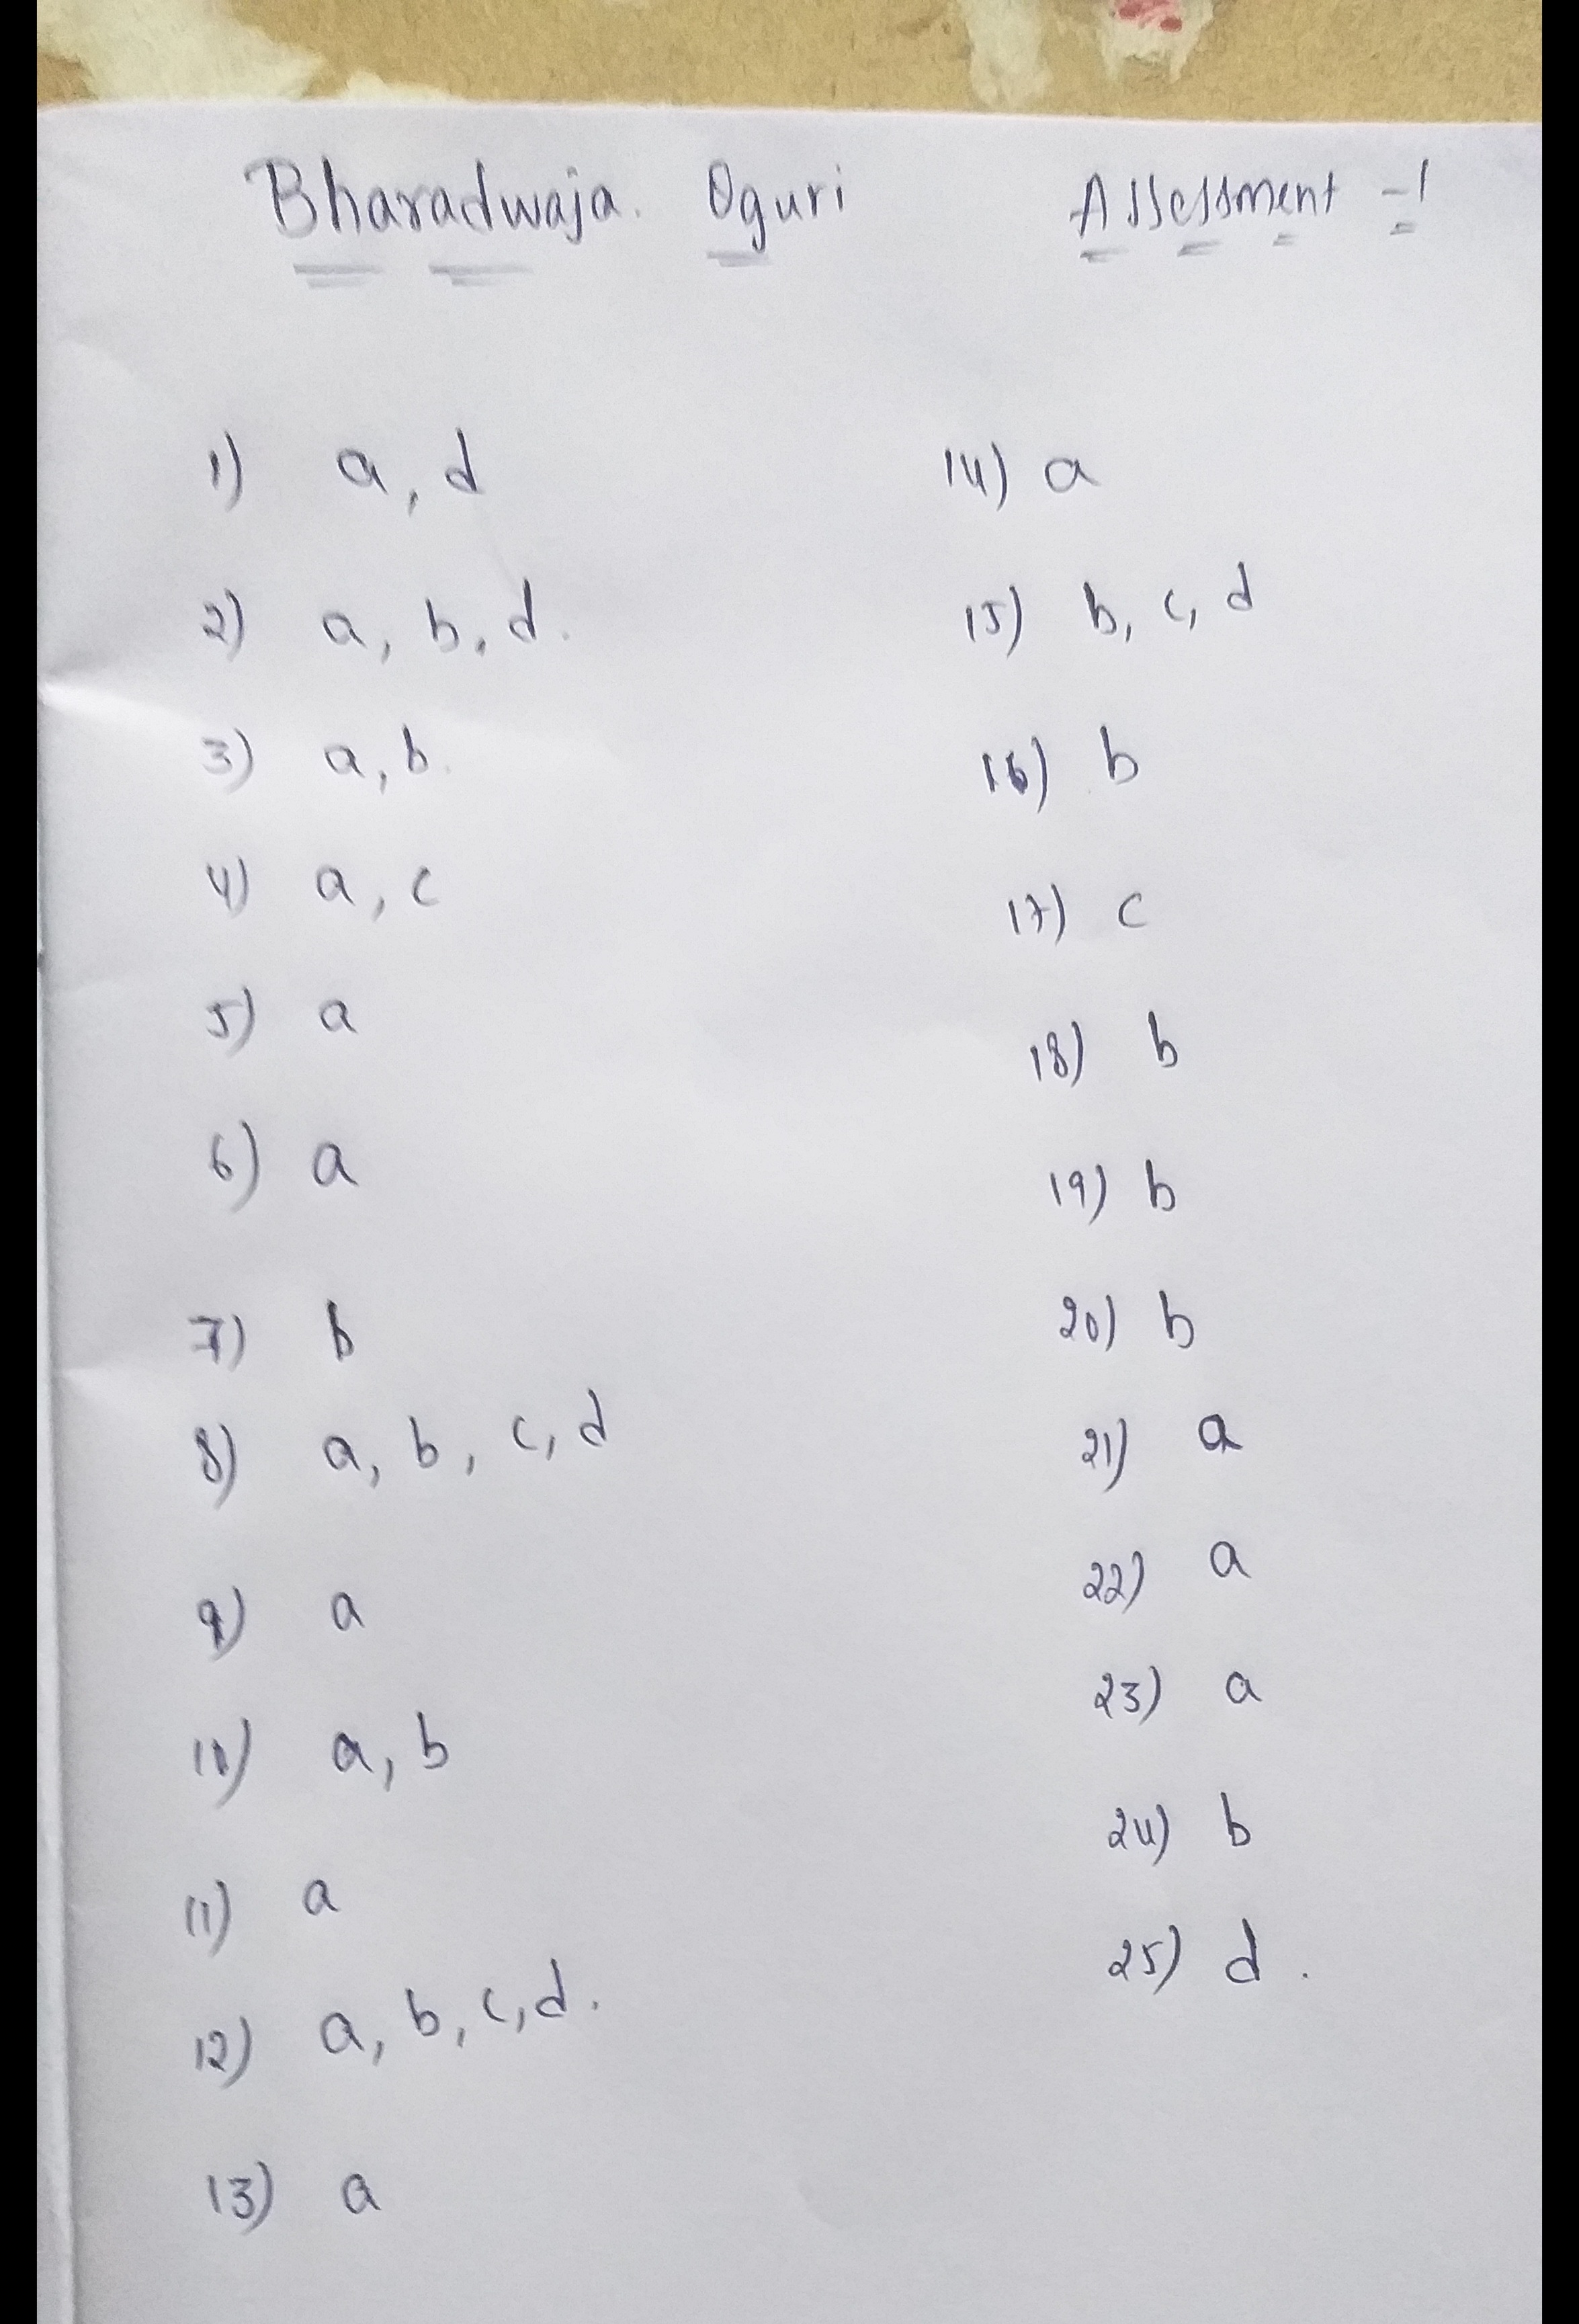 Bharadwaja. Oguri
Assessment -1
1) a, d
2) a, b, d.
3) a, b.
4) a, c
5) a
6) a
7) b
8) a, b, c, d
9) a
10) a, b
11) a
12) a, b, c, d.
13) a
14) a
15) b, c, d
16) b
17) c
18) b
19) b
20) b
21) a
22) a
23) a
24) b
25) d.